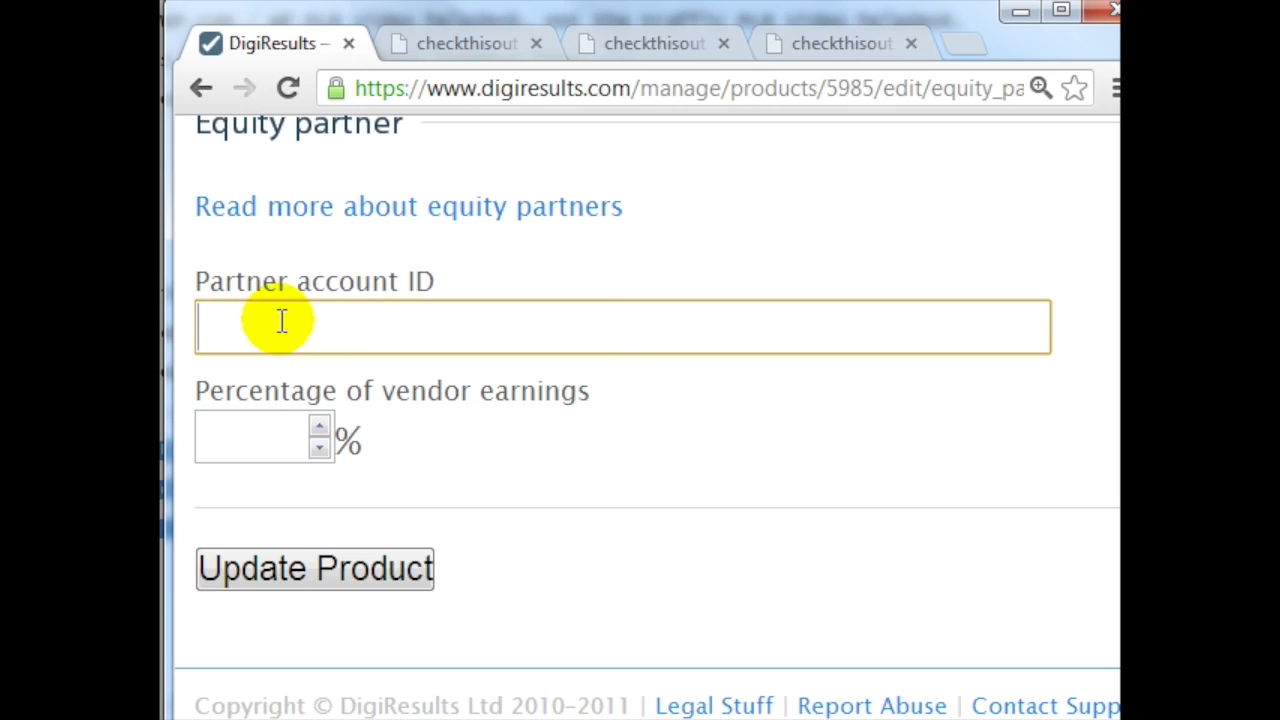 DigiResults –
checkthisout
checkthisout
checkthisout
https://www.digiresults.com/manage/products/5985/edit/equity_pa
Equity partner
Read more about equity partners
Partner account ID
Percentage of vendor earnings
%
Update Product
Copyright © DigiResults Ltd 2010-2011 | Legal Stuff | Report Abuse | Contact Supp